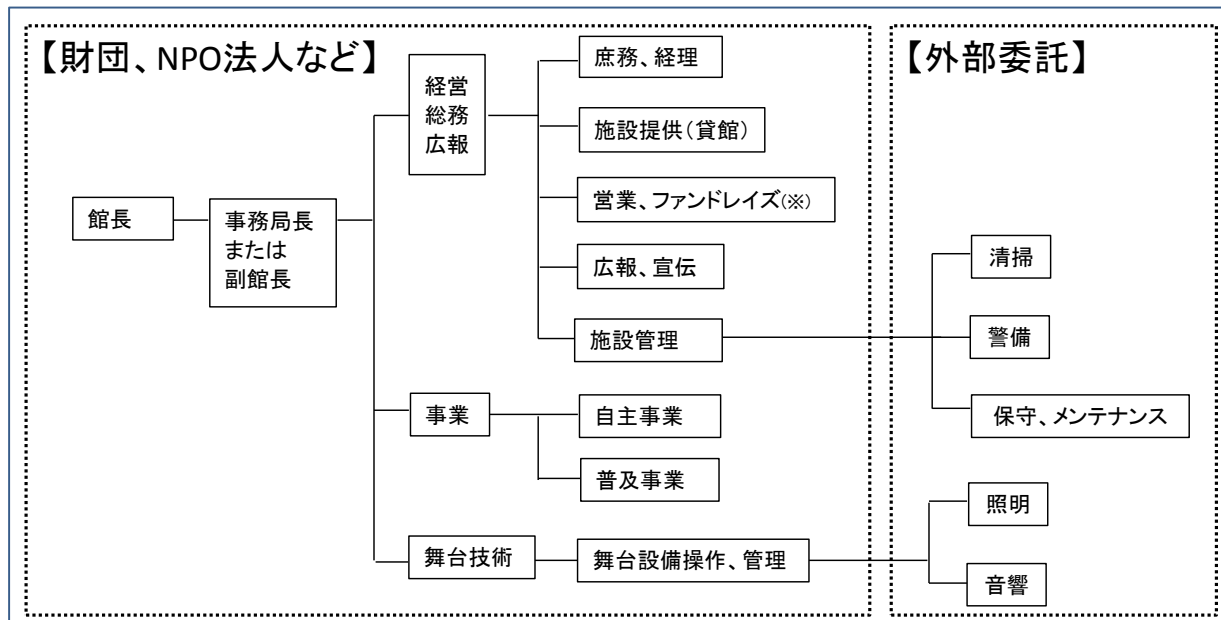 【財団、NPO法人など】
館長
事務局長
または
副館長
経営
総務
広報
庶務、経理
施設提供(貸館)
営業、ファンドレイズ(※)
広報、宣伝
施設管理
事業
自主事業
普及事業
舞台技術
舞台設備操作、管理
【外部委託】
清掃
警備
保守、メンテナンス
照明
音響